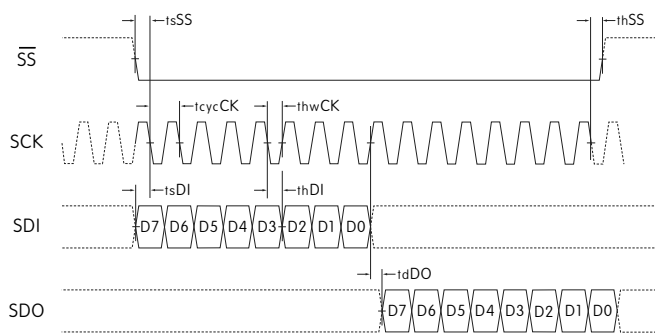 tsSS
thSS
SS
tcycCK
thwCK
SCK
tsDI
thDI
SDI
D7 D6 D5 D4 D3 D2 D1 D0
tdDO
SDO
D7 D6 D5 D4 D3 D2 D1 D0